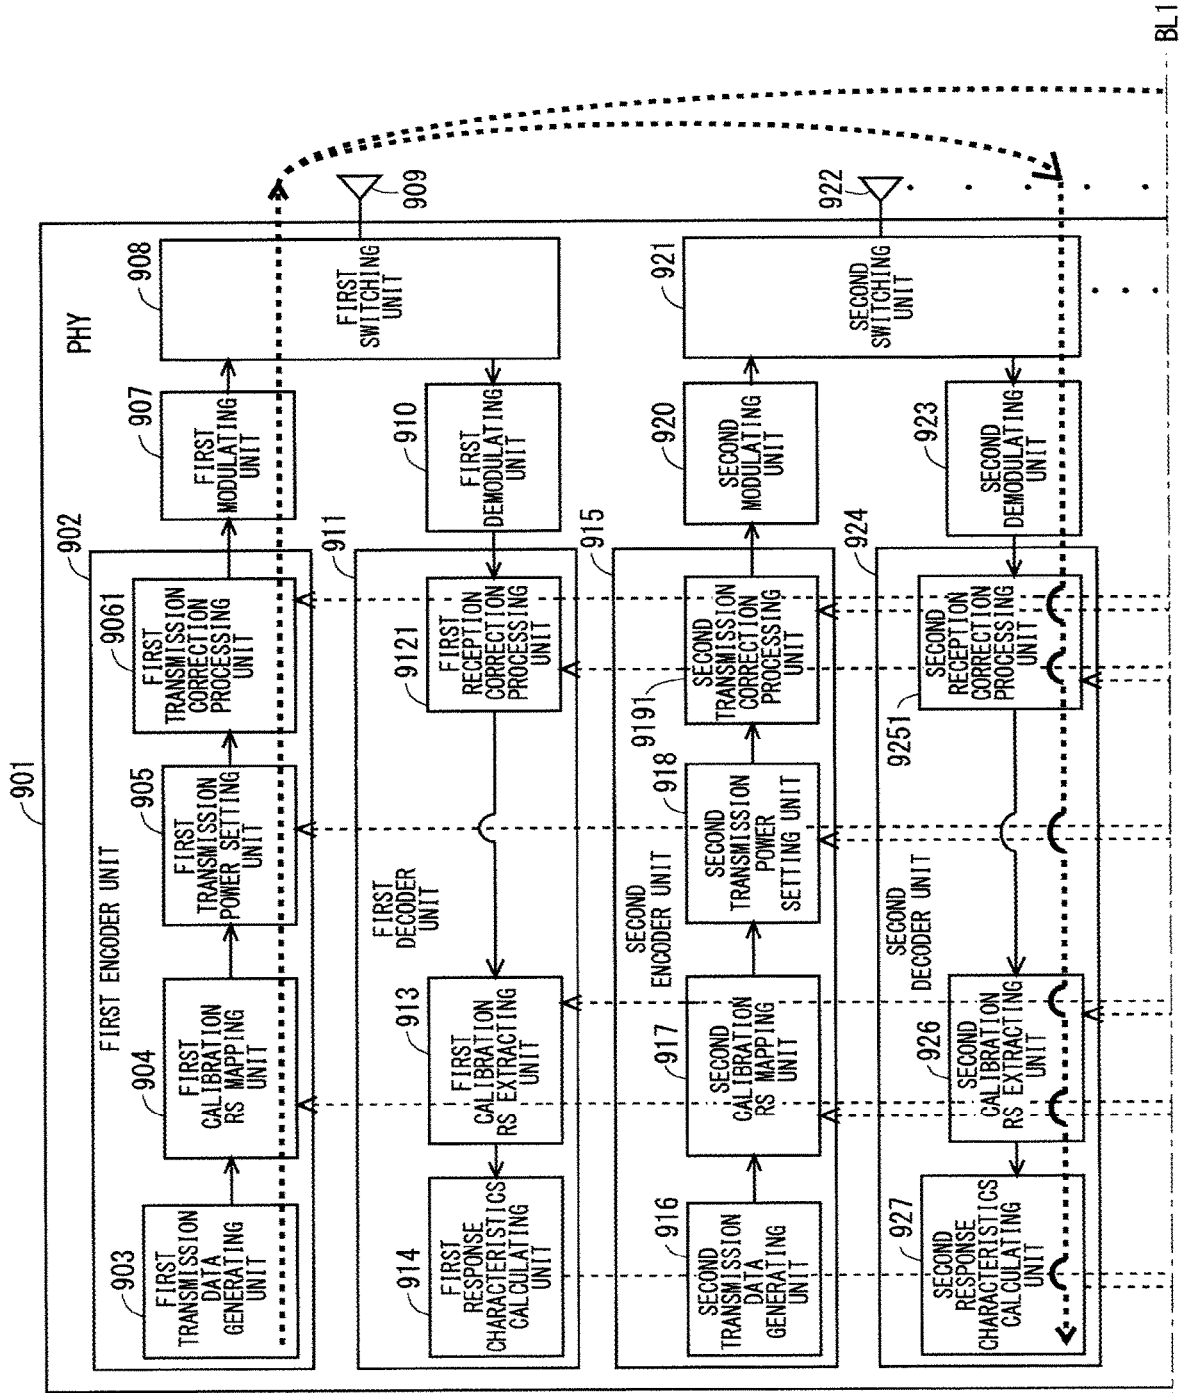 901
PHY
902
FIRST ENCODER UNIT
903
FIRST
TRANSMISSION
DATA
GENERATING
UNIT
904
FIRST
CALIBRATION
RS MAPPING
UNIT
905
FIRST
TRANSMISSION
POWER SETTING
UNIT
9061
FIRST
TRANSMISSION
CORRECTION
PROCESSING
UNIT
907
FIRST
MODULATING
UNIT
908
FIRST
SWITCHING
UNIT
909
911
FIRST
DECODER
UNIT
914
FIRST
RESPONSE
CHARACTERISTICS
CALCULATING
UNIT
913
FIRST
CALIBRATION
RS EXTRACTING
UNIT
9121
FIRST
RECEPTION
CORRECTION
PROCESSING
UNIT
910
FIRST
DEMODULATING
UNIT
915
SECOND
ENCODER UNIT
916
SECOND
TRANSMISSION
DATA
GENERATING
UNIT
917
SECOND
CALIBRATION
RS MAPPING
UNIT
918
SECOND
TRANSMISSION
POWER
SETTING UNIT
9191
SECOND
TRANSMISSION
CORRECTION
PROCESSING
UNIT
920
SECOND
MODULATING
UNIT
921
SECOND
SWITCHING
UNIT
922
924
SECOND
DECODER UNIT
927
SECOND
RESPONSE
CHARACTERISTICS
CALCULATING
UNIT
926
SECOND
CALIBRATION
RS EXTRACTING
UNIT
9251
SECOND
RECEPTION
CORRECTION
PROCESSING
UNIT
923
SECOND
DEMODULATING
UNIT
BL1